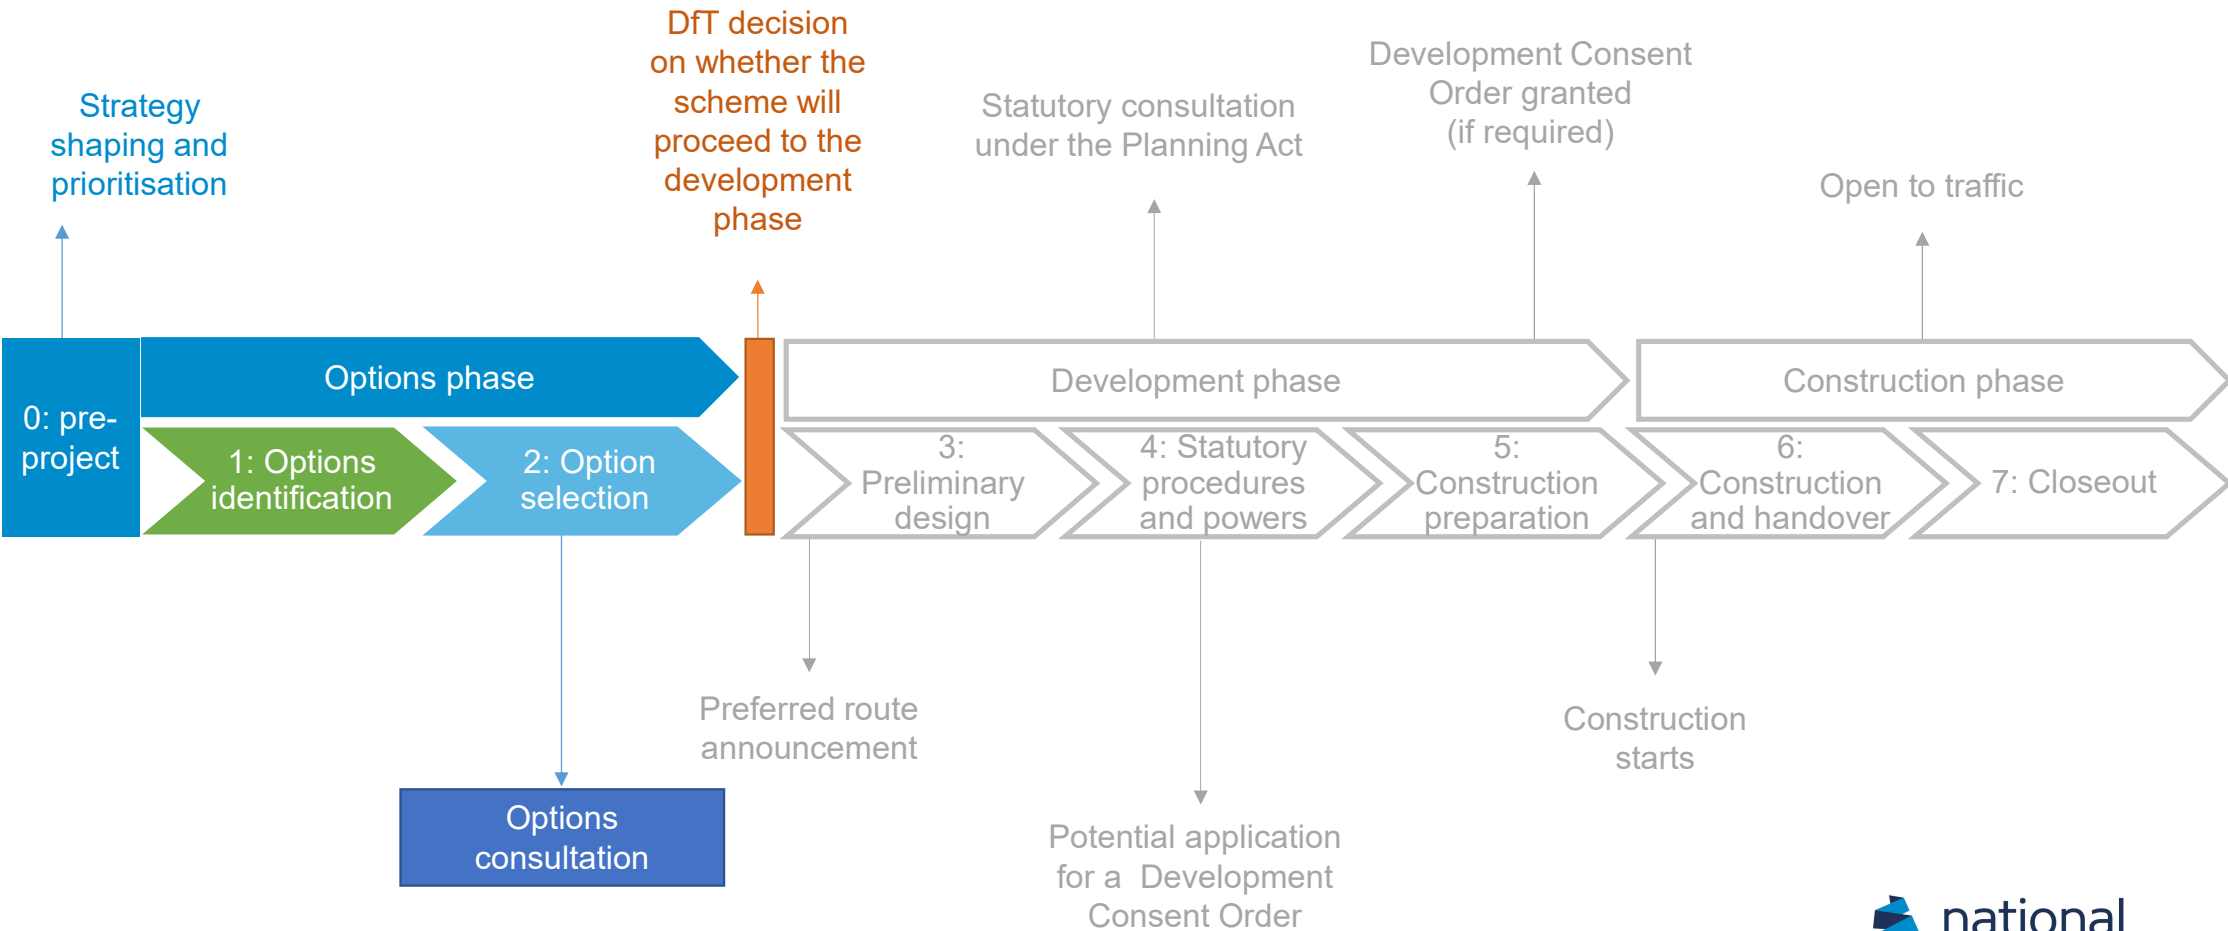 DfT decision
on whether the
scheme will
proceed to the
development
phase
Strategy
shaping and
prioritisation
Statutory consultation
under the Planning Act
Development Consent
Order granted
(if required)
Open to traffic
0: pre-
project
Options phase
Development phase
Construction phase
1: Options
identification
2: Option
selection
3:
Preliminary
design
4: Statutory
procedures
and powers
5:
Construction
preparation
6:
Construction
and handover
7: Closeout
Preferred route
announcement
Construction
starts
Options
consultation
Potential application
for a  Development
Consent Order
national